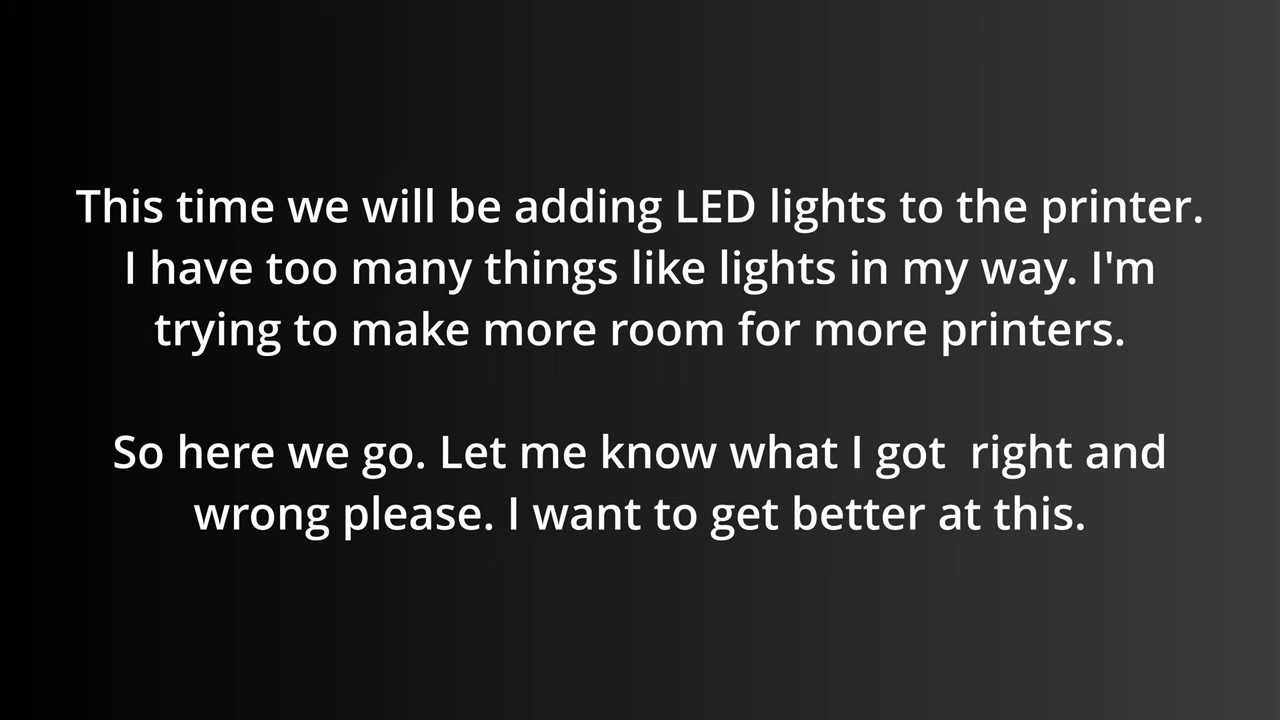 This time we will be adding LED lights to the printer.
I have too many things like lights in my way. I'm
trying to make more room for more printers.
So here we go. Let me know what I got  right and
wrong please. I want to get better at this.